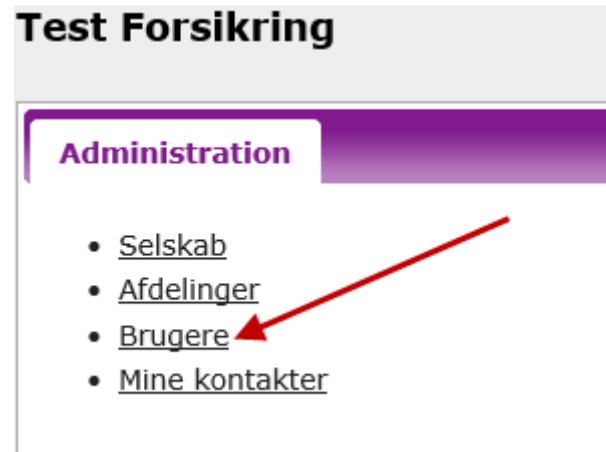 Test Forsikring
Administration
Selskab
Afdelinger
Brugere
Mine kontakter